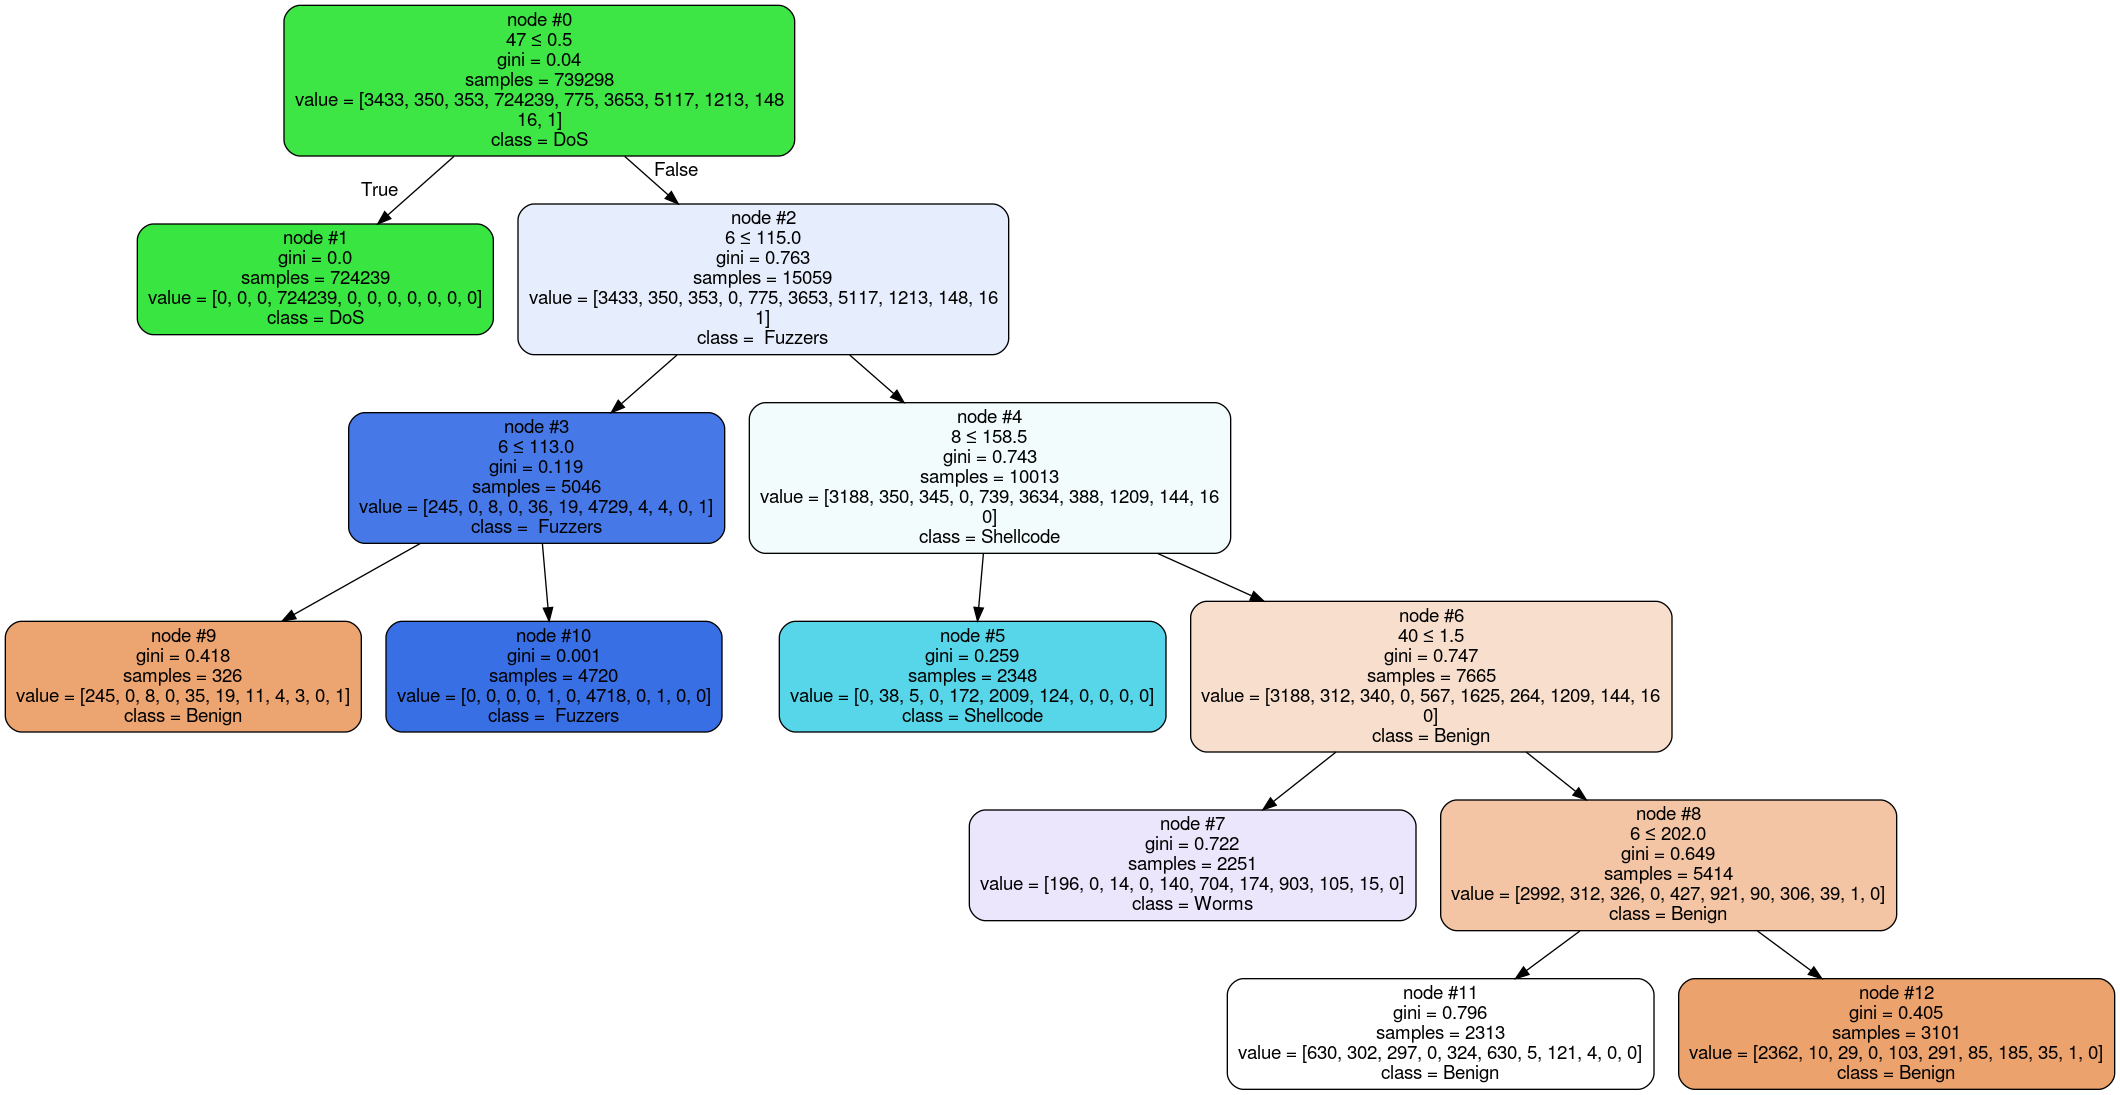 node #0
47 ≤ 0.5
gini = 0.04
samples = 739298
value = [3433, 350, 353, 724239, 775, 3653, 5117, 1213, 148
16, 1]
class = DoS
True
False
node #1
gini = 0.0
samples = 724239
value = [0, 0, 0, 724239, 0, 0, 0, 0, 0, 0, 0]
class = DoS
node #2
6 ≤ 115.0
gini = 0.763
samples = 15059
value = [3433, 350, 353, 0, 775, 3653, 5117, 1213, 148, 16
1]
class =  Fuzzers
node #3
6 ≤ 113.0
gini = 0.119
samples = 5046
value = [245, 0, 8, 0, 36, 19, 4729, 4, 4, 0, 1]
class =  Fuzzers
node #4
8 ≤ 158.5
gini = 0.743
samples = 10013
value = [3188, 350, 345, 0, 739, 3634, 388, 1209, 144, 16
0]
class = Shellcode
node #9
gini = 0.418
samples = 326
value = [245, 0, 8, 0, 35, 19, 11, 4, 3, 0, 1]
class = Benign
node #10
gini = 0.001
samples = 4720
value = [0, 0, 0, 0, 1, 0, 4718, 0, 1, 0, 0]
class =  Fuzzers
node #5
gini = 0.259
samples = 2348
value = [0, 38, 5, 0, 172, 2009, 124, 0, 0, 0, 0]
class = Shellcode
node #6
40 ≤ 1.5
gini = 0.747
samples = 7665
value = [3188, 312, 340, 0, 567, 1625, 264, 1209, 144, 16
0]
class = Benign
node #7
gini = 0.722
samples = 2251
value = [196, 0, 14, 0, 140, 704, 174, 903, 105, 15, 0]
class = Worms
node #8
6 ≤ 202.0
gini = 0.649
samples = 5414
value = [2992, 312, 326, 0, 427, 921, 90, 306, 39, 1, 0]
class = Benign
node #11
gini = 0.796
samples = 2313
value = [630, 302, 297, 0, 324, 630, 5, 121, 4, 0, 0]
class = Benign
node #12
gini = 0.405
samples = 3101
value = [2362, 10, 29, 0, 103, 291, 85, 185, 35, 1, 0]
class = Benign